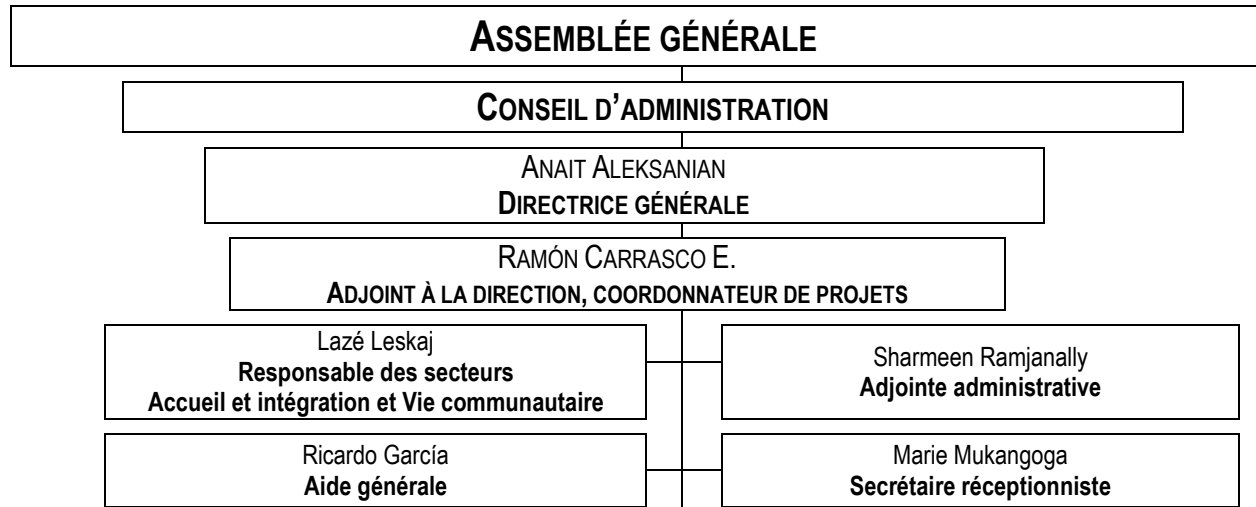 ASSEMBLÉE GÉNÉRALE
CONSEIL D’ADMINISTRATION
ANAIT ALEKSANIAN
DIRECTRICE GÉNÉRALE
RAMÓN CARRASCO E.
ADJOINT À LA DIRECTION, COORDONNATEUR DE PROJETS
Lazé Leskaj
Responsable des secteurs
Accueil et intégration et Vie communautaire
Sharmeen Ramjanally
Adjointe administrative
Ricardo García
Aide générale
Marie Mukangoga
Secrétaire réceptionniste